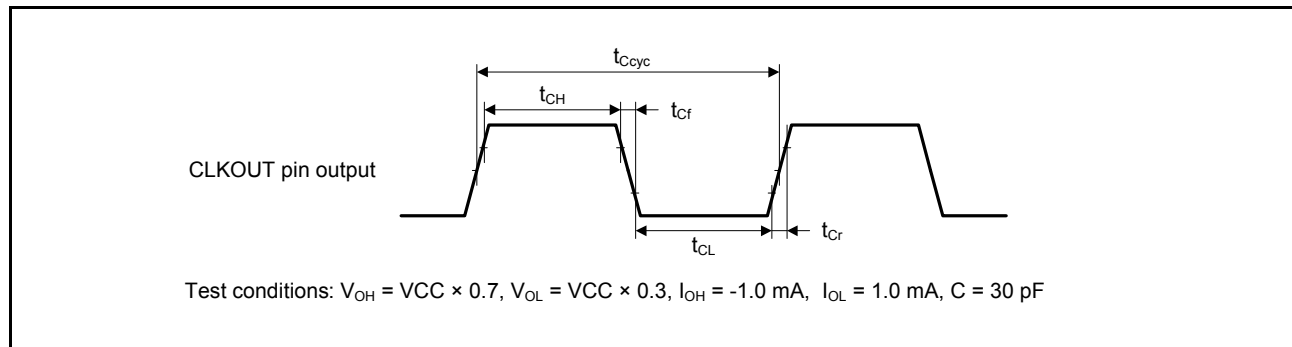 tCcyc
tCH
tCf
CLKOUT pin output
tCL
tCr
Test conditions: VOH = VCC × 0.7, VOL = VCC × 0.3, IOH = -1.0 mA, IOL = 1.0 mA, C = 30 pF